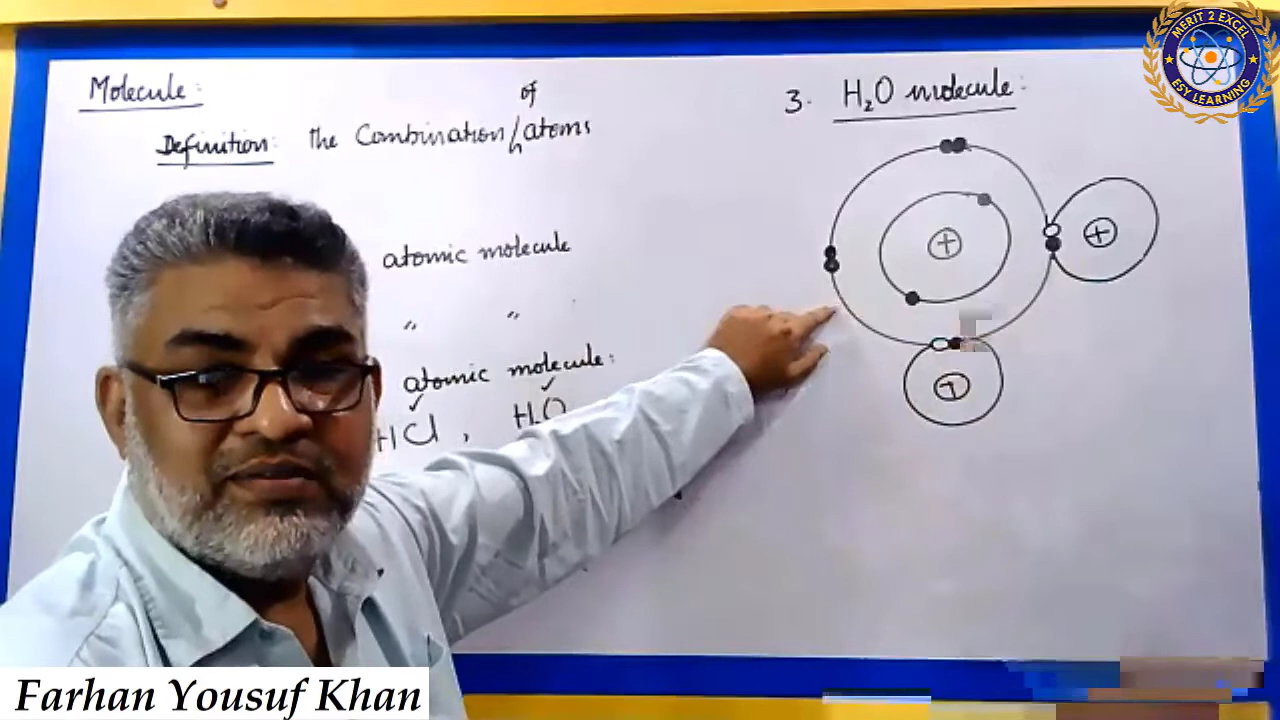 Molecule:
of
Definition: The Combination atoms
atomic molecule
〃 〃
atomic molecule:
HCl, H₂O
3. H₂O molecule:
+
+
+
MERIT 2 EXCEL
ESY LEARNING
Farhan Yousuf Khan